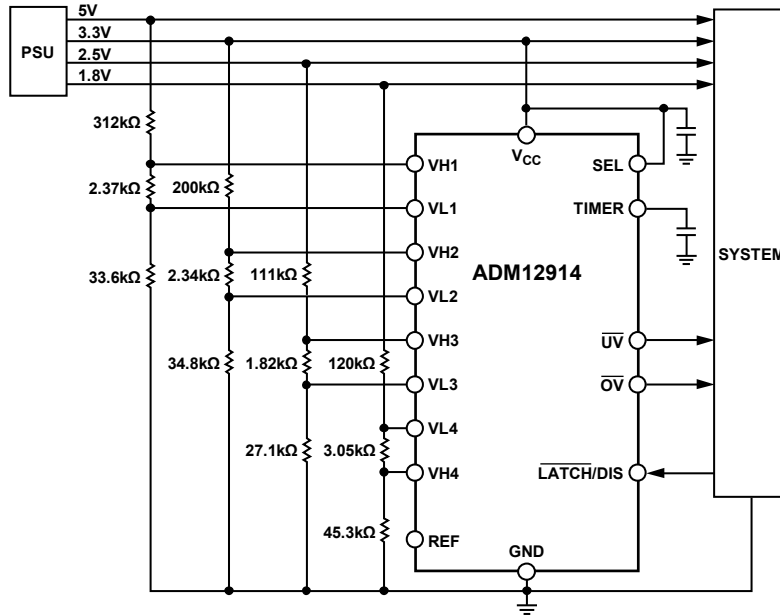 5V
3.3V
PSU
2.5V
1.8V
312kΩ
VCC
VH1
SEL
2.37kΩ
200kΩ
VL1
TIMER
VH2
ADM12914
SYSTEM
33.6kΩ
2.34kΩ
111kΩ
VL2
VH3
UV
34.8kΩ
1.82kΩ
120kΩ
VL3
OV
VL4
27.1kΩ
3.05kΩ
VH4
LATCH/DIS
45.3kΩ
REF
GND